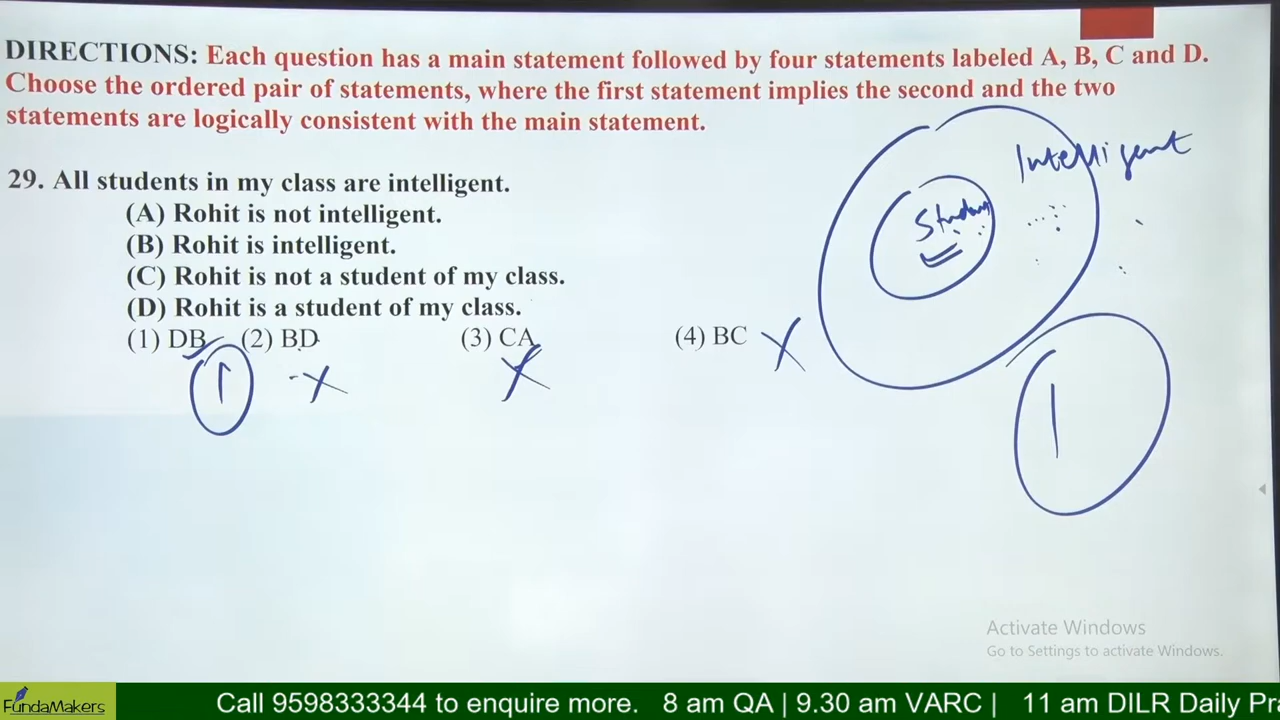 DIRECTIONS: Each question has a main statement followed by four statements labeled A, B, C and D.
Choose the ordered pair of statements, where the first statement implies the second and the two
statements are logically consistent with the main statement.
29. All students in my class are intelligent.
(A) Rohit is not intelligent.
(B) Rohit is intelligent.
(C) Rohit is not a student of my class.
(D) Rohit is a student of my class.
(1) DB (2) BD (3) CA (4) BC
Intelligent
1
1
Activate Windows
Go to Settings to activate Windows.
FUNDAMAKERS
Call 9598333344 to enquire more. 8 am QA | 9.30 am VARC | 11 am DILR Daily Pr